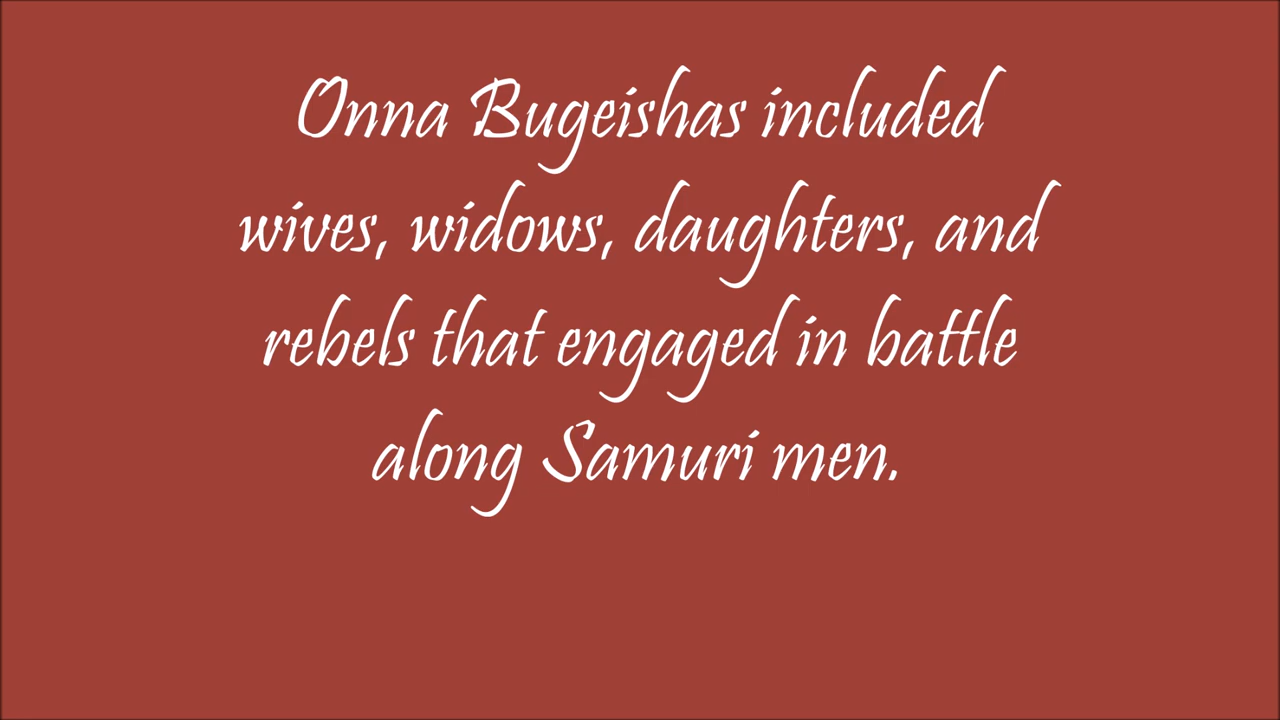 Onna Bugeishas included
wives, widows, daughters, and
rebels that engaged in battle
along Samuri men.